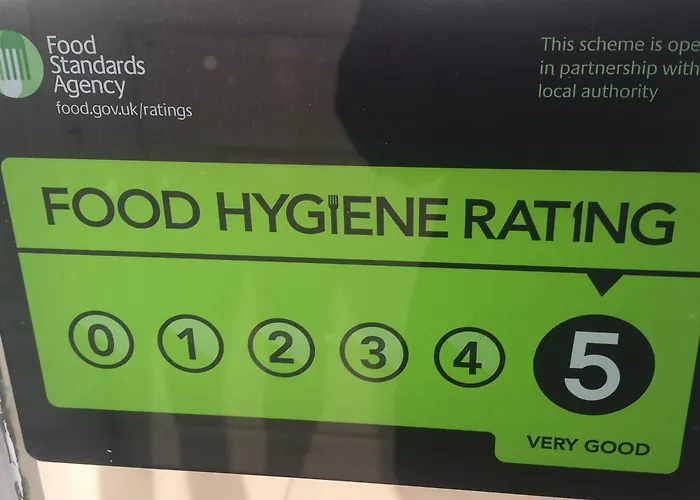 Food
Standards
Agency
food.gov.uk/ratings
This scheme is ope
in partnership with
local authority
FOOD HYGIENE RATING
0 1 2 3 4 5
VERY GOOD